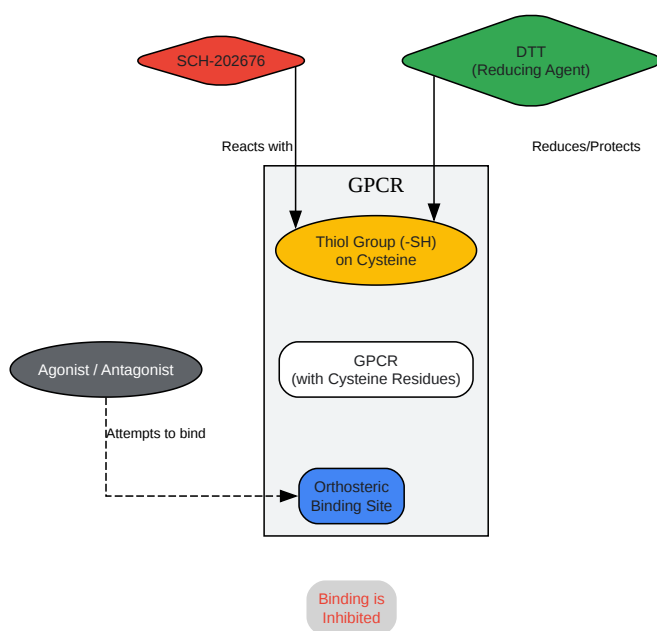 SCH-202676
DTT
(Reducing Agent)
Reacts with
Reduces/Protects
GPCR
Thiol Group (-SH)
on Cysteine
GPCR
(with Cysteine Residues)
Agonist / Antagonist
Attempts to bind
Orthosteric
Binding Site
Binding is
Inhibited